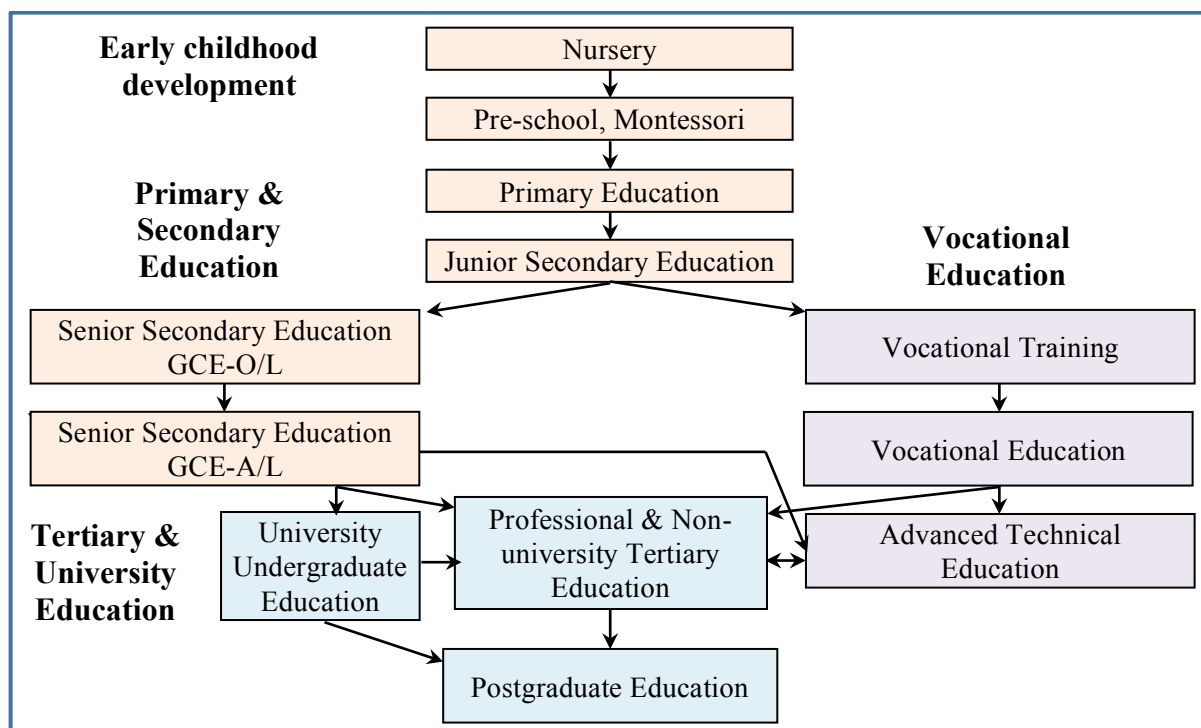 Early childhood
development
Nursery
Pre-school, Montessori
Primary &
Secondary
Education
Primary Education
Junior Secondary Education
Vocational
Education
Senior Secondary Education
GCE-O/L
Vocational Training
Senior Secondary Education
GCE-A/L
Vocational Education
Tertiary &
University
Education
University
Undergraduate
Education
Professional & Non-
university Tertiary
Education
Advanced Technical
Education
Postgraduate Education